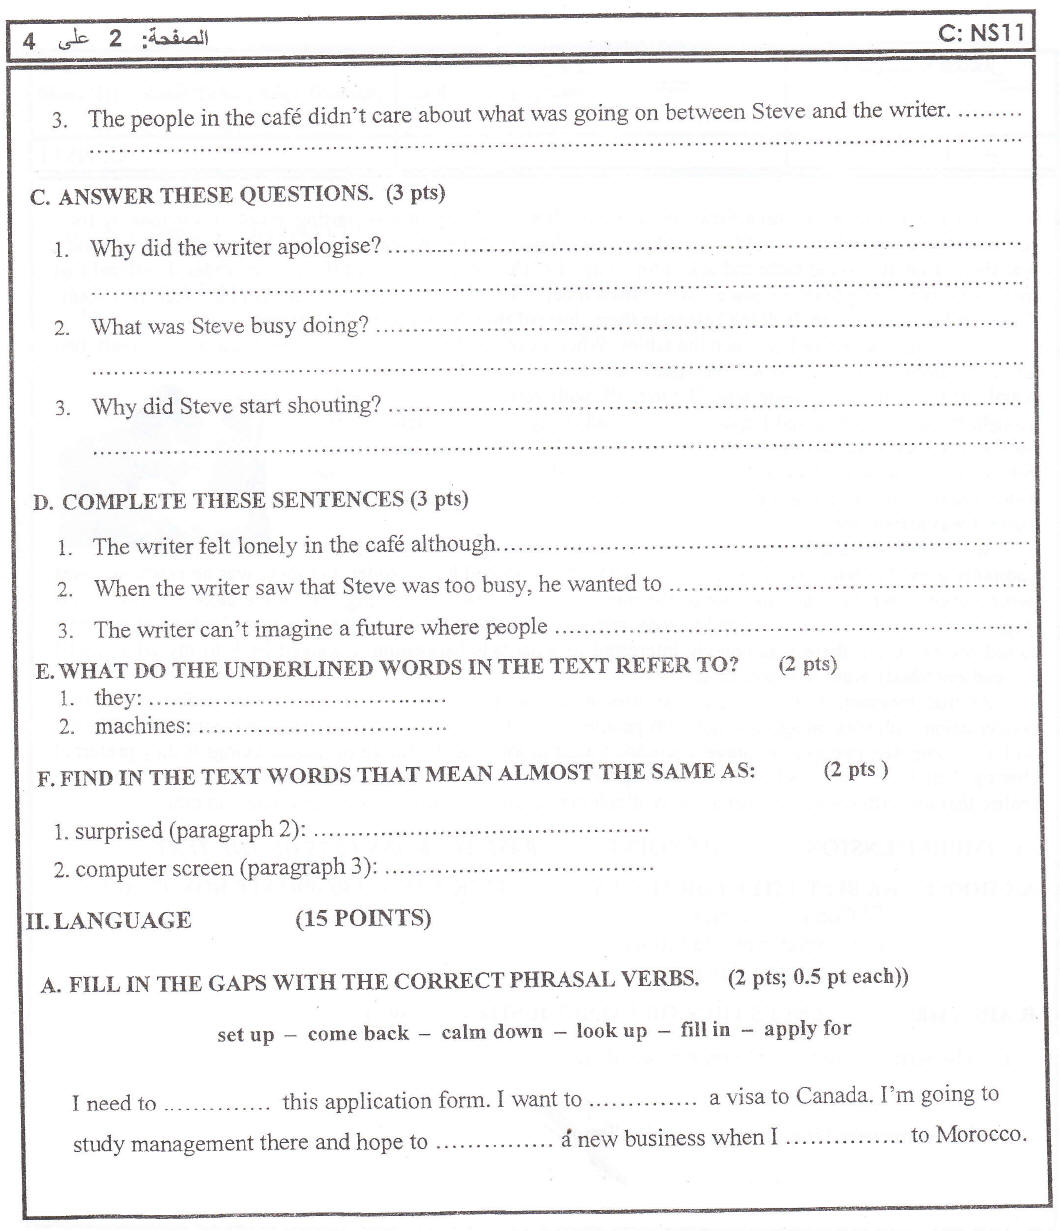 الصفحة: 2 على 4
C: NS11
3. The people in the café didn't care about what was going on between Steve and the writer. .........
..............................................................................
C. ANSWER THESE QUESTIONS. (3 pts)
1. Why did the writer apologise? ..............................................................................
..............................................................................
2. What was Steve busy doing? ..............................................................................
..............................................................................
3. Why did Steve start shouting? ..............................................................................
..............................................................................
D. COMPLETE THESE SENTENCES (3 pts)
1. The writer felt lonely in the café although..............................................................................
2. When the writer saw that Steve was too busy, he wanted to ..................................................
3. The writer can't imagine a future where people ..............................................................................
E. WHAT DO THE UNDERLINED WORDS IN THE TEXT REFER TO? (2 pts)
1. they: ..................................................
2. machines: ..........................................
F. FIND IN THE TEXT WORDS THAT MEAN ALMOST THE SAME AS: (2 pts )
1. surprised (paragraph 2): ..................................................
2. computer screen (paragraph 3): ..........................................
II. LANGUAGE (15 POINTS)
A. FILL IN THE GAPS WITH THE CORRECT PHRASAL VERBS. (2 pts; 0.5 pt each))
set up – come back – calm down – look up – fill in – apply for
I need to .............. this application form. I want to .............. a visa to Canada. I'm going to
study management there and hope to ............... a new business when I ............... to Morocco.